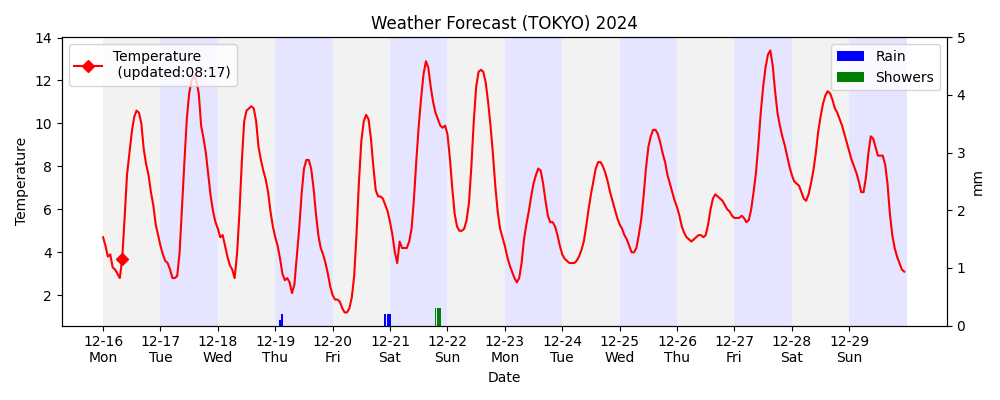 Weather Forecast (TOKYO) 2024
Temperature
(updated:08:17)
Rain
Showers
14
12
10
8
6
4
2
Temperature
5
4
3
2
1
0
mm
12-16 12-17 12-18 12-19 12-20 12-21 12-22 12-23 12-24 12-25 12-26 12-27 12-28 12-29
Mon Tue Wed Thu Fri Sat Sun Mon Tue Wed Thu Fri Sat Sun
Date